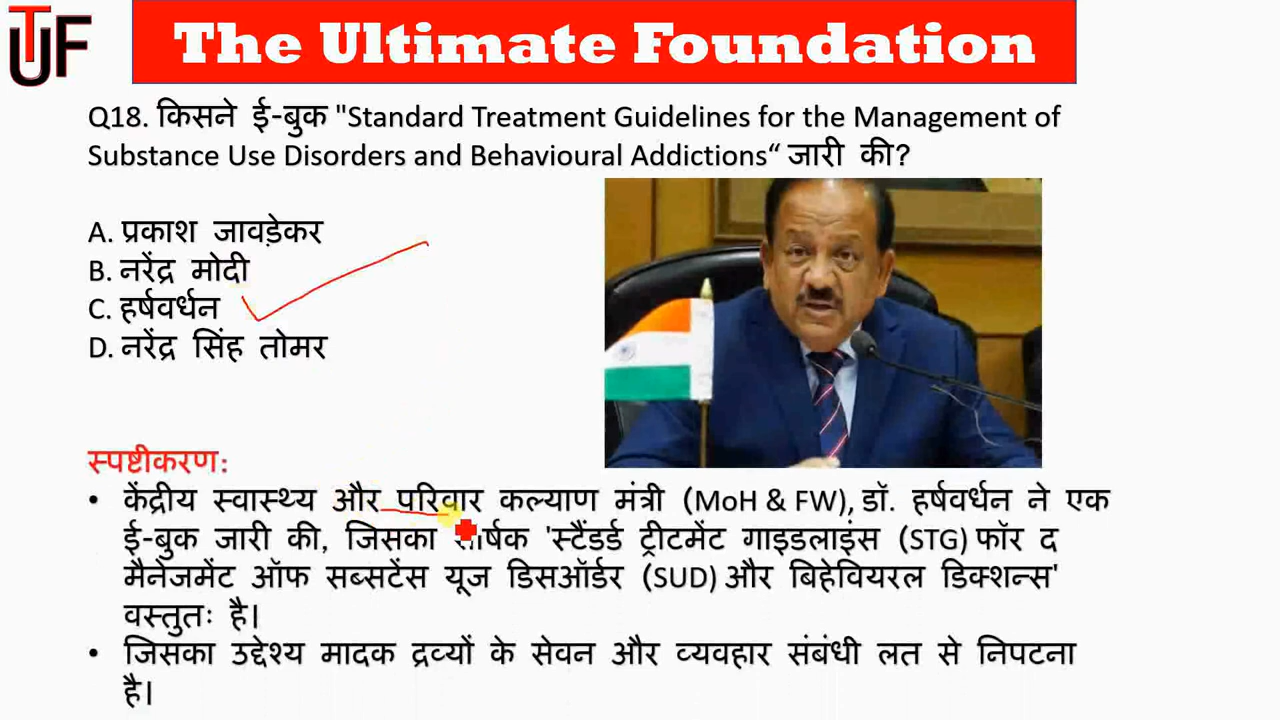 TUF
The Ultimate Foundation
Q18. किसने ई-बुक "Standard Treatment Guidelines for the Management of
Substance Use Disorders and Behavioural Addictions“ जारी की?
A. प्रकाश जावड़ेकर
B. नरेंद्र मोदी
C. हर्षवर्धन
D. नरेंद्र सिंह तोमर
स्पष्टीकरण:
• केंद्रीय स्वास्थ्य और परिवार कल्याण मंत्री (MoH & FW), डॉ. हर्षवर्धन ने एक
ई-बुक जारी की, जिसका 'स्टैंडर्ड ट्रीटमेंट गाइडलाइंस (STG) फॉर द
मैनेजमेंट ऑफ सब्सटेंस यूज डिसऑर्डर (SUD) और बिहेवियरल डिक्शन्स'
वस्तुतः है।
• जिसका उद्देश्य मादक द्रव्यों के सेवन और व्यवहार संबंधी लत से निपटना
है।